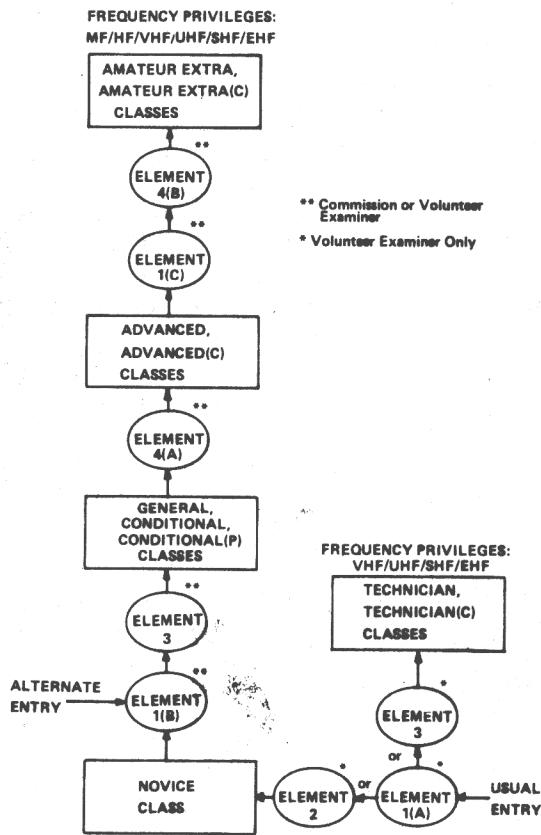 FREQUENCY PRIVILEGES:
MF/HF/VHF/UHF/SHF/EHF
AMATEUR EXTRA,
AMATEUR EXTRA(C)
CLASSES
**
ELEMENT
4(B)
** Commission or Volunteer
Examiner
* Volunteer Examiner Only
**
ELEMENT
1(C)
ADVANCED,
ADVANCED(C)
CLASSES
**
ELEMENT
4(A)
GENERAL,
CONDITIONAL,
CONDITIONAL(P)
CLASSES
FREQUENCY PRIVILEGES:
VHF/UHF/SHF/EHF
TECHNICIAN,
TECHNICIAN(C)
CLASSES
**
ELEMENT
3
**
ALTERNATE
ENTRY
ELEMENT
1(B)
*
ELEMENT
3
or
NOVICE
CLASS
*
ELEMENT
2
or
*
ELEMENT
1(A)
USUAL
ENTRY